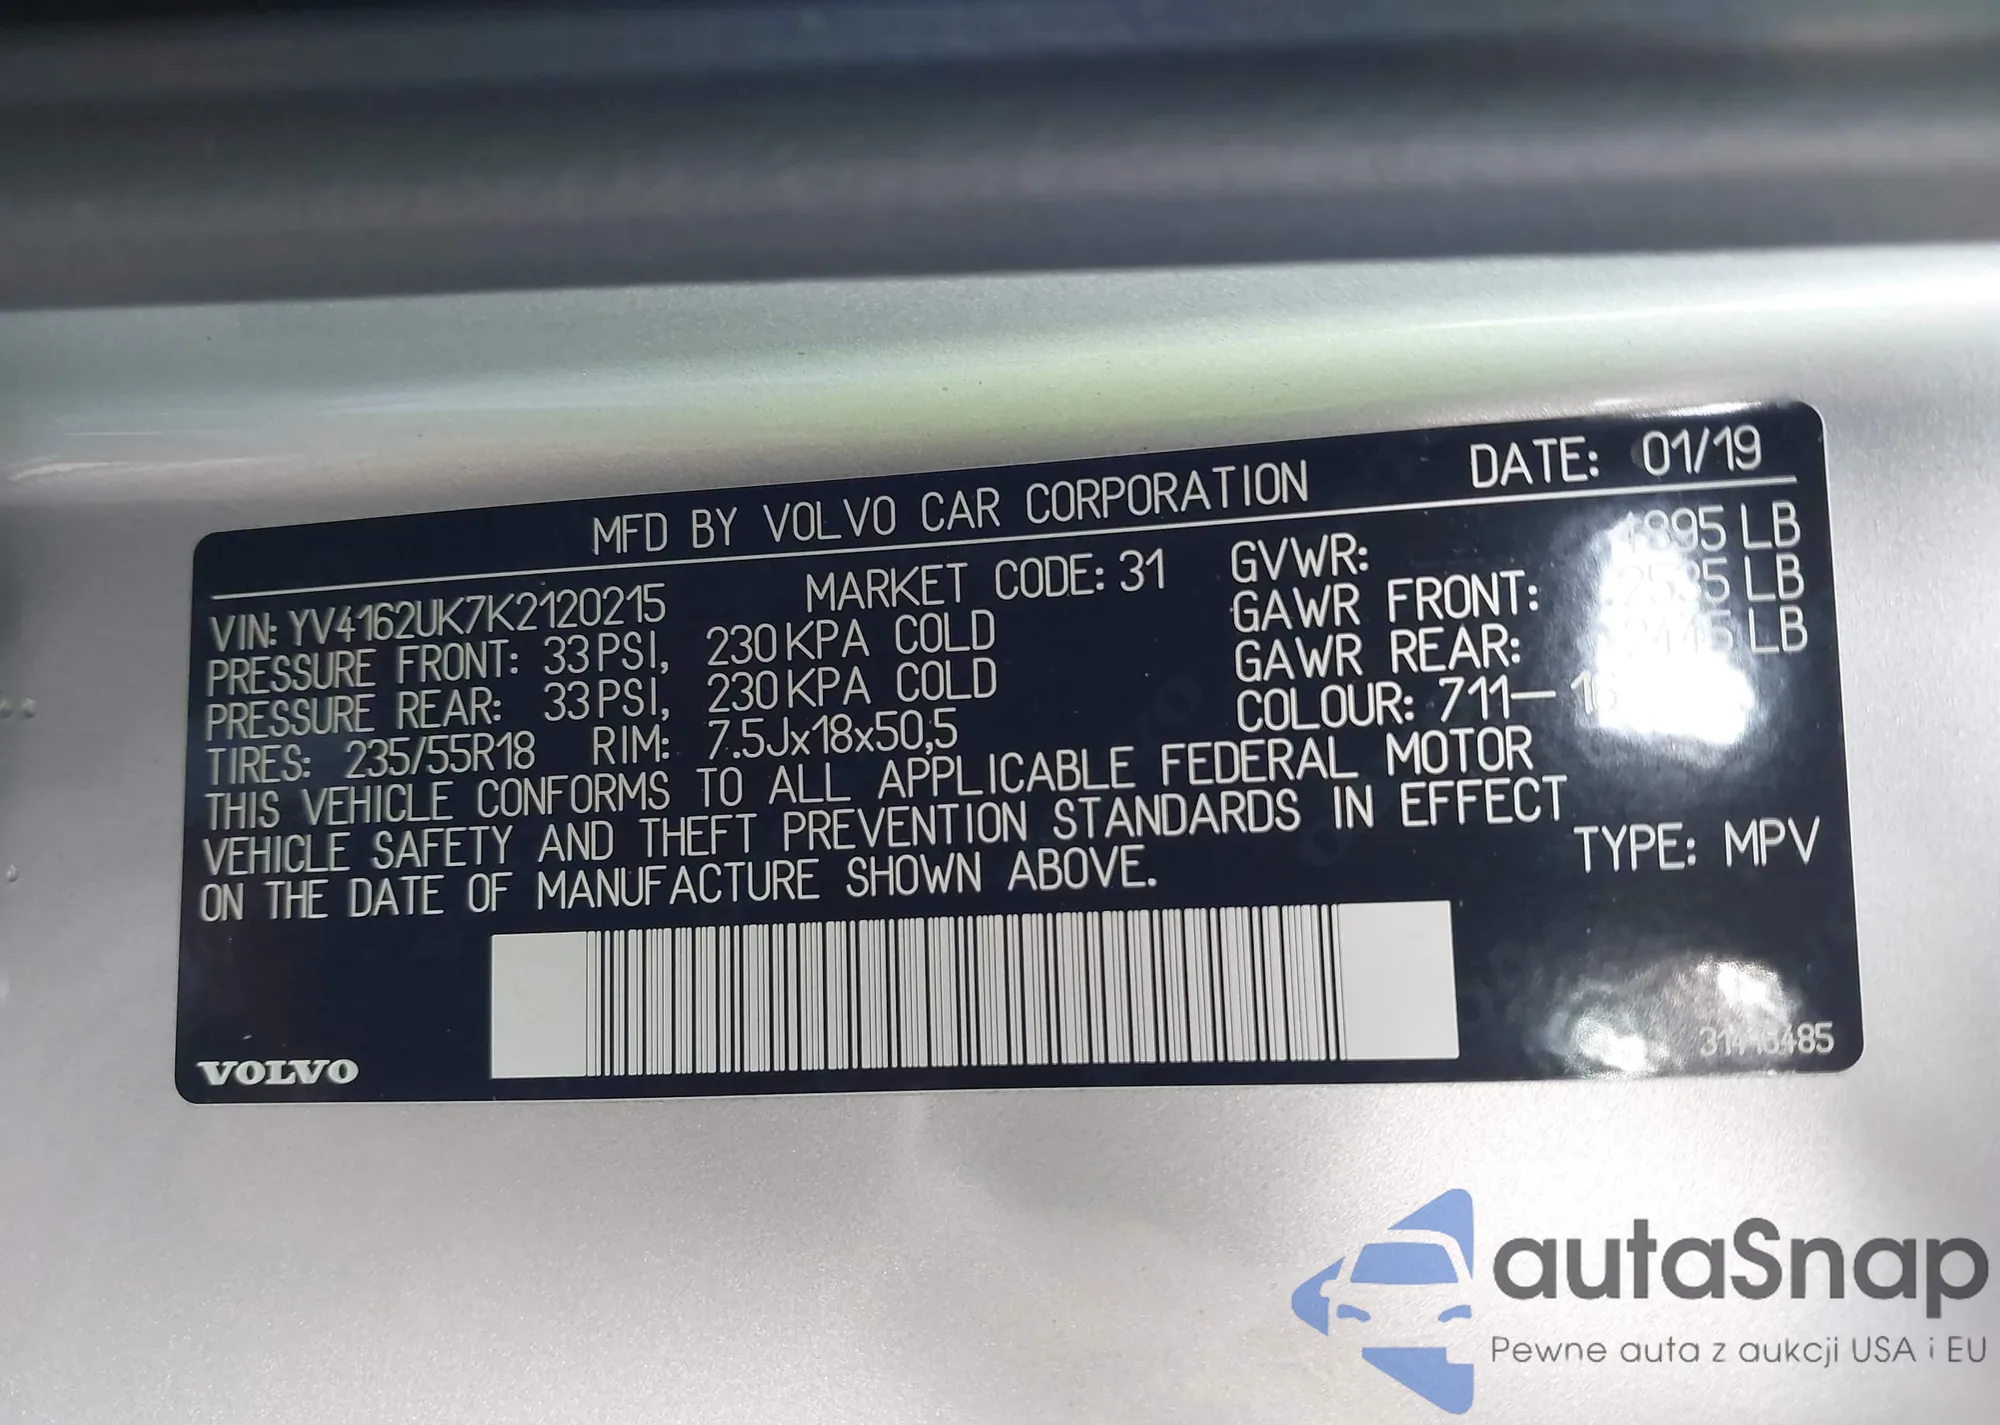 MFD BY VOLVO CAR CORPORATION DATE: 01/19
VIN: YV4162UK7K2120215 MARKET CODE: 31 GVWR: 4895 LB
PRESSURE FRONT: 33 PSI, 230 KPA COLD GAWR FRONT: 2535 LB
PRESSURE REAR: 33 PSI, 230 KPA COLD GAWR REAR: LB
TIRES: 235/55R18 RIM: 7.5Jx18x50,5 COLOUR: 711-16
THIS VEHICLE CONFORMS TO ALL APPLICABLE FEDERAL MOTOR
VEHICLE SAFETY AND THEFT PREVENTION STANDARDS IN EFFECT
ON THE DATE OF MANUFACTURE SHOWN ABOVE. TYPE: MPV
VOLVO
autaSnap
Pewne auta z aukcji USA i EU